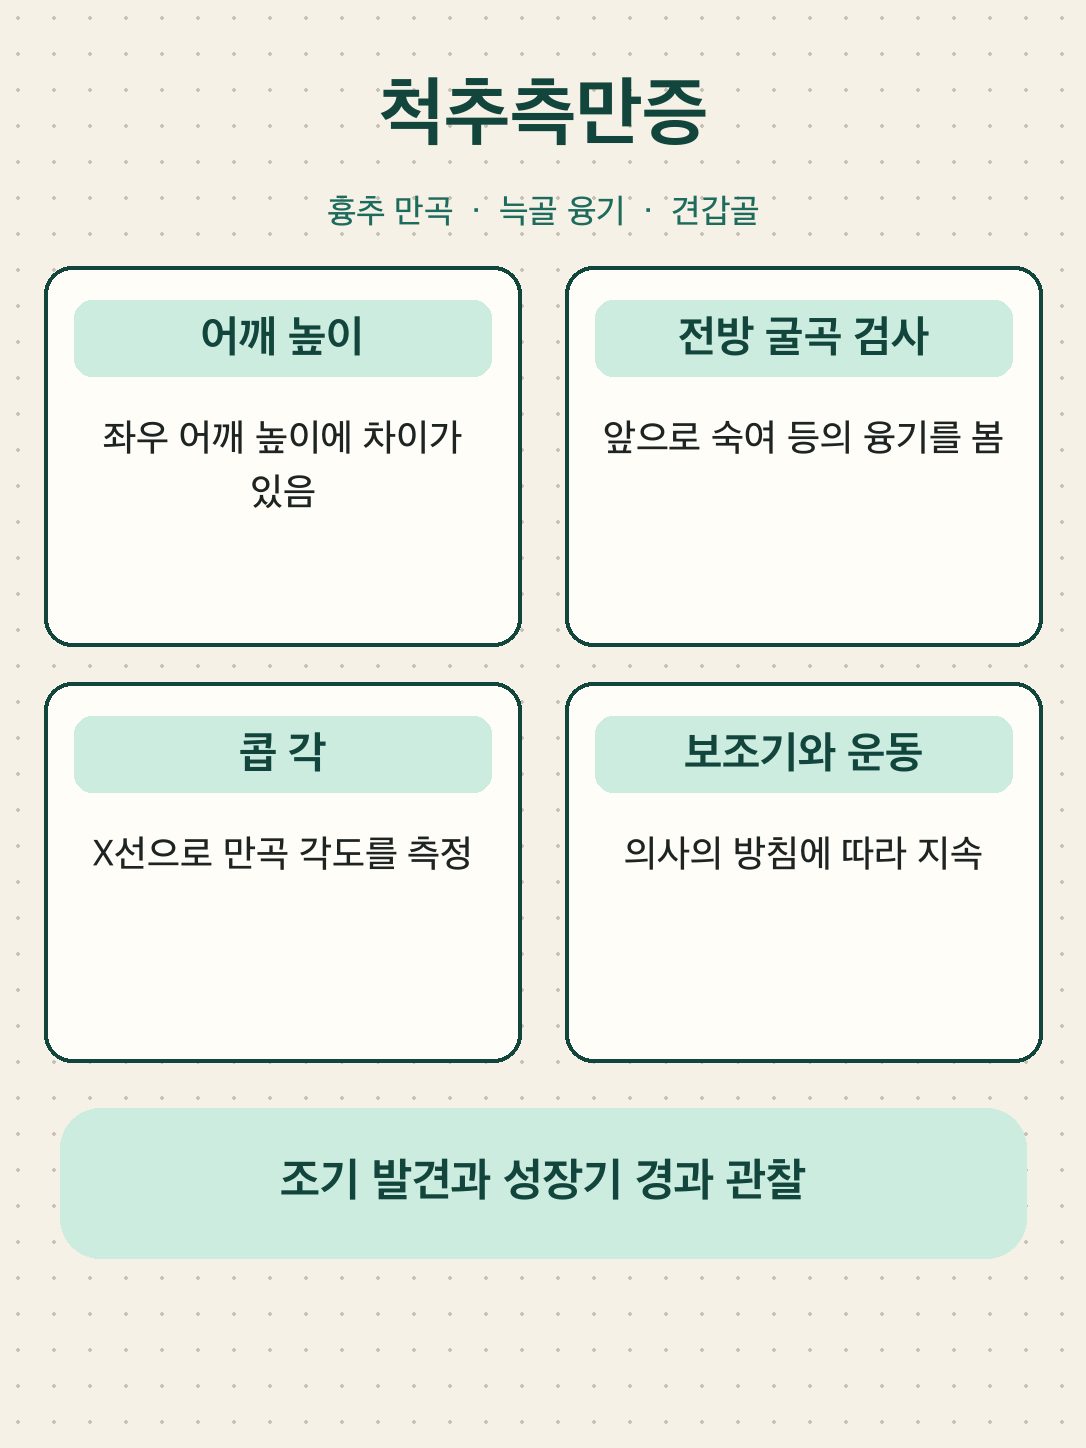 척추측만증
흉추 만곡 · 늑골 융기 · 견갑골
어깨 높이
좌우 어깨 높이에 차이가
있음
전방 굴곡 검사
앞으로 숙여 등의 융기를 봄
콥 각
X선으로 만곡 각도를 측정
보조기와 운동
의사의 방침에 따라 지속
조기 발견과 성장기 경과 관찰